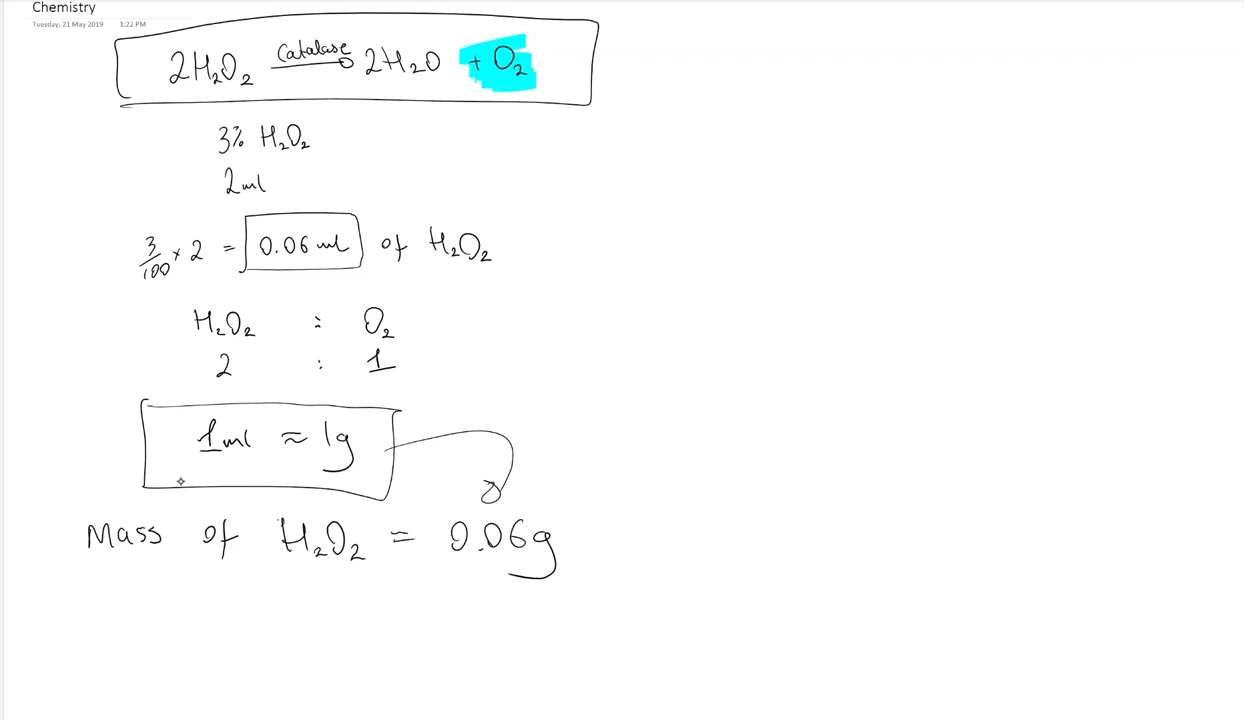 Chemistry
Tuesday, 21 May 2019 1:22 PM
2H₂O₂ Catalase 2H₂O + O₂
3% H₂O₂
2ml
3/100 × 2 = 0.06 ml of H₂O₂
H₂O₂ : O₂
2 : 1
1ml ≈ 1g
Mass of H₂O₂ = 0.06g